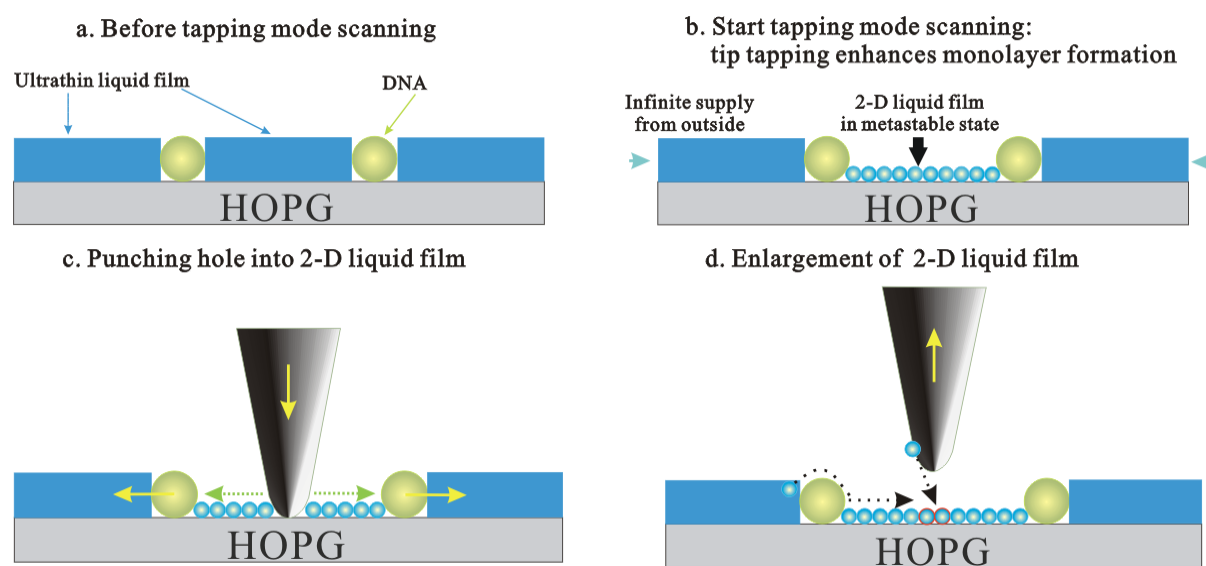 a. Before tapping mode scanning
Ultrathin liquid film
DNA
HOPG
b. Start tapping mode scanning:
tip tapping enhances monolayer formation
Infinite supply
from outside
2-D liquid film
in metastable state
HOPG
c. Punching hole into 2-D liquid film
HOPG
d. Enlargement of 2-D liquid film
HOPG